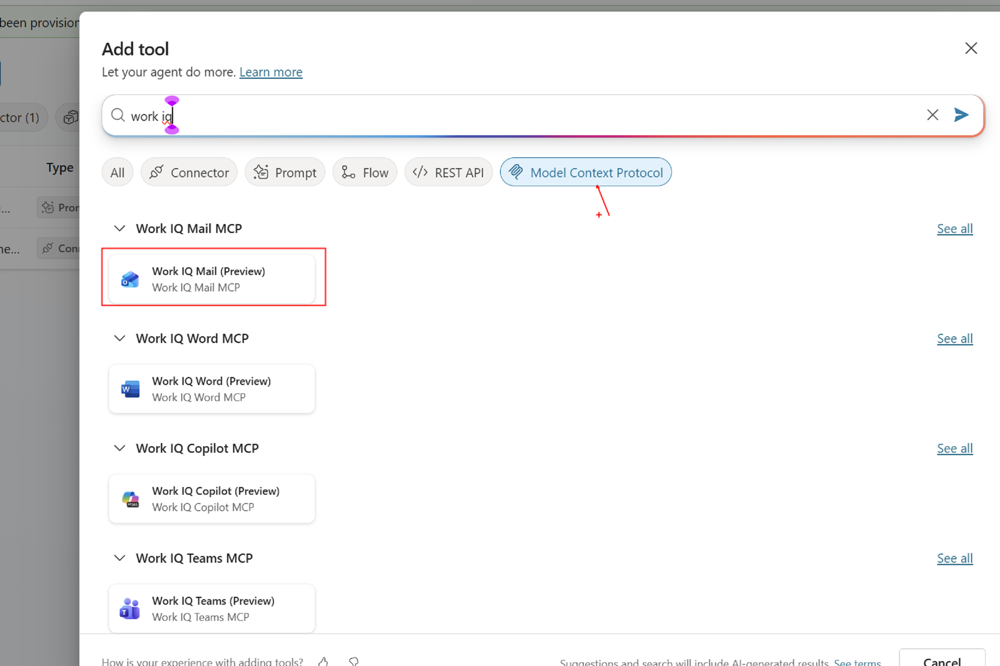 been provision
Add tool
Let your agent do more. Learn more
work iq
ctor (1)
All
Connector
Prompt
Flow
REST API
Model Context Protocol
Type
Work IQ Mail MCP
See all
Work IQ Mail (Preview)
Work IQ Mail MCP
Work IQ Word MCP
See all
Work IQ Word (Preview)
Work IQ Word MCP
Work IQ Copilot MCP
See all
Work IQ Copilot (Preview)
M365
Work IQ Copilot MCP
Work IQ Teams MCP
See all
Work IQ Teams (Preview)
Work IQ Teams MCP
How is your experience with adding tools?
Suggestions and search will include AI-generated results. See terms
Cancel